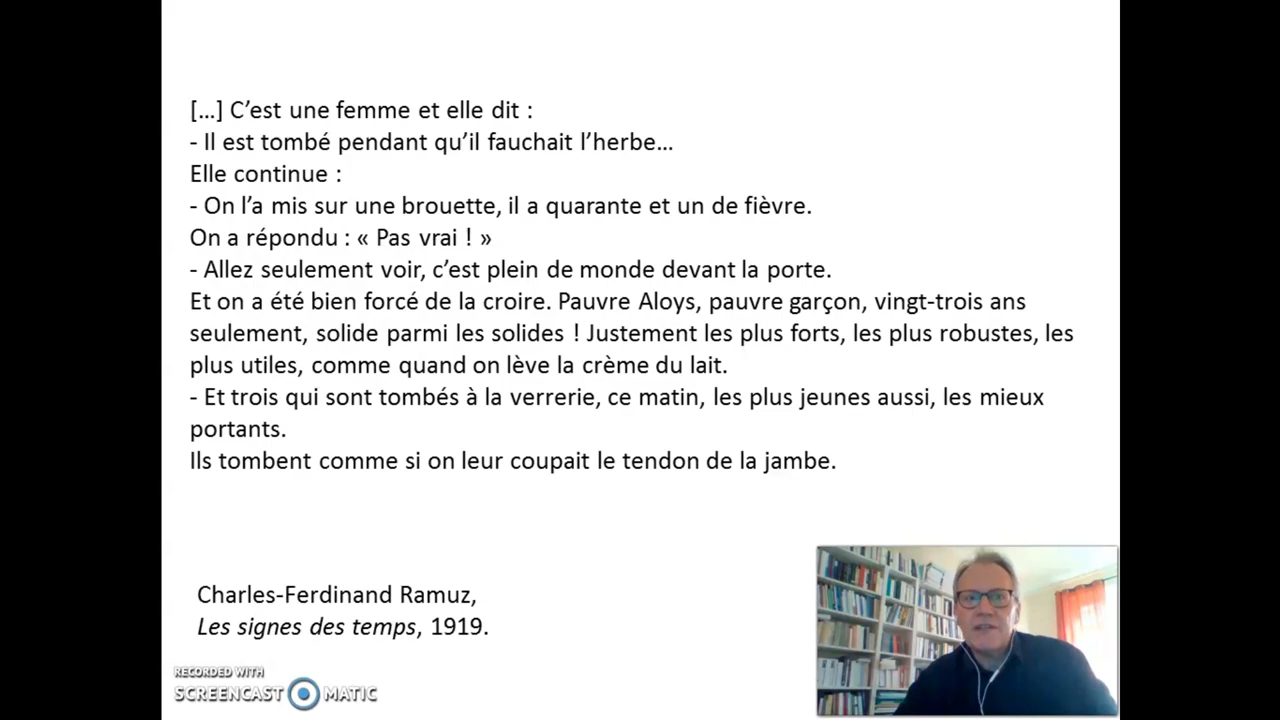 [...] C’est une femme et elle dit :
- Il est tombé pendant qu’il fauchait l’herbe...
Elle continue :
- On l’a mis sur une brouette, il a quarante et un de fièvre.
On a répondu : « Pas vrai ! »
- Allez seulement voir, c’est plein de monde devant la porte.
Et on a été bien forcé de la croire. Pauvre Aloys, pauvre garçon, vingt-trois ans
seulement, solide parmi les solides ! Justement les plus forts, les plus robustes, les
plus utiles, comme quand on lève la crème du lait.
- Et trois qui sont tombés à la verrerie, ce matin, les plus jeunes aussi, les mieux
portants.
Ils tombent comme si on leur coupait le tendon de la jambe.
Charles-Ferdinand Ramuz,
Les signes des temps, 1919.
RECORDED WITH
SCREENCAST MATIC